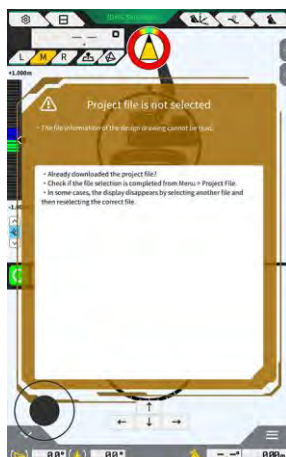 L M R
+1.000m
Project file is not selected
・The file information of the design drawing cannot be read.
・Already downloaded the project file?
・Check if the file selection is completed from Menu > Project File.
・In some cases, the display disappears by selecting another file and
then reselecting the correct file.